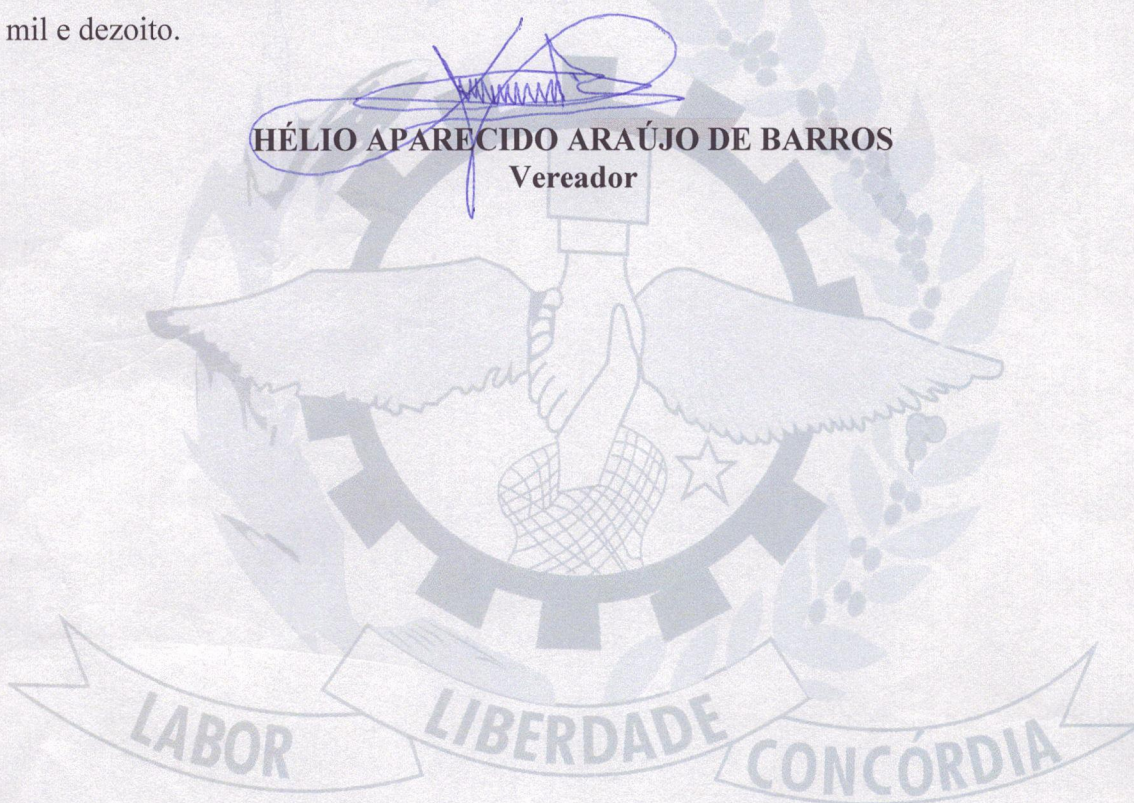 mil e dezoito.
HÉLIO APARECIDO ARAÚJO DE BARROS
Vereador
LABOR
LIBERDADE
CONCÓRDIA